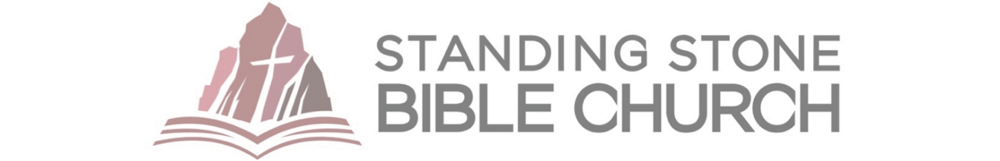 STANDING STONE
BIBLE CHURCH